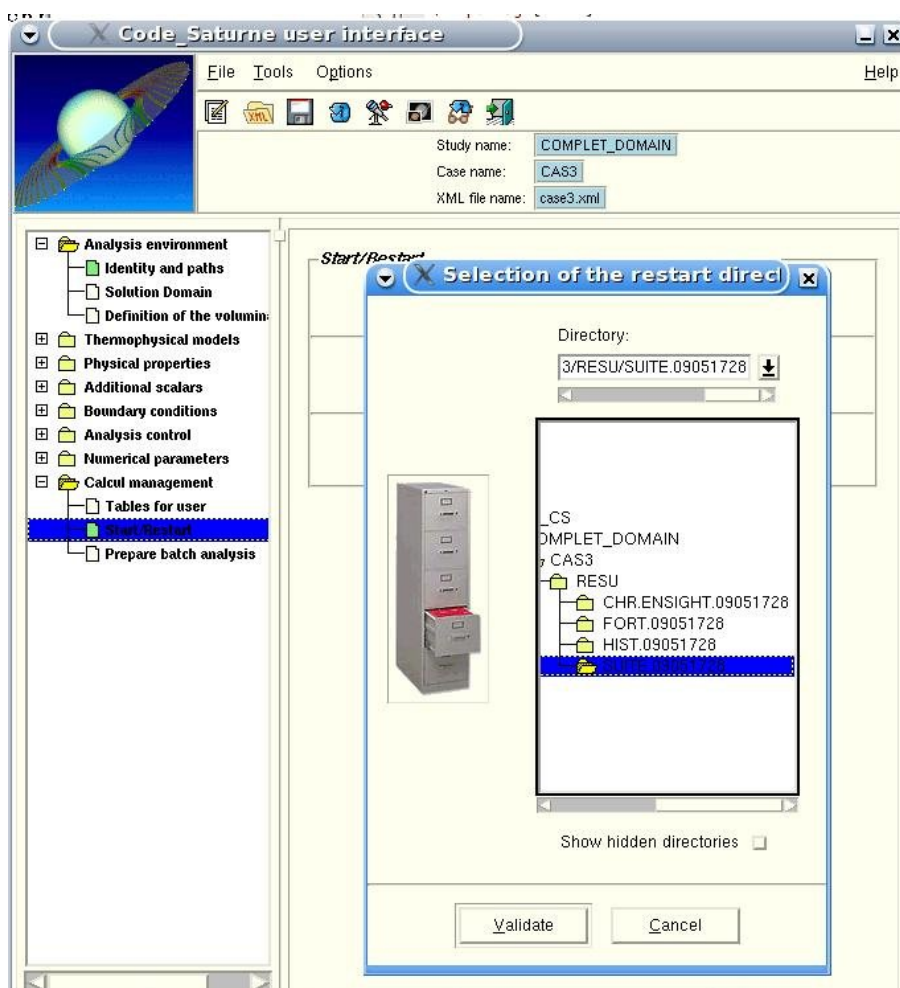 Code_Saturne user interface
File Tools Options Help
Study name: COMPLET_DOMAIN
Case name: CAS3
XML file name: case3.xml
Analysis environment
Identity and paths
Solution Domain
Definition of the volumin
Thermophysical models
Physical properties
Additional scalars
Boundary conditions
Analysis control
Numerical parameters
Calcul management
Tables for user
Start/Restart
Prepare batch analysis
Start/Restart
Selection of the restart direc
Directory:
3/RESU/SUITE.09051728
_CS
OMPLET_DOMAIN
CAS3
RESU
CHR.ENSIGHT.09051728
FORT.09051728
HIST.09051728
SUITE.09051728
Show hidden directories
Validate Cancel